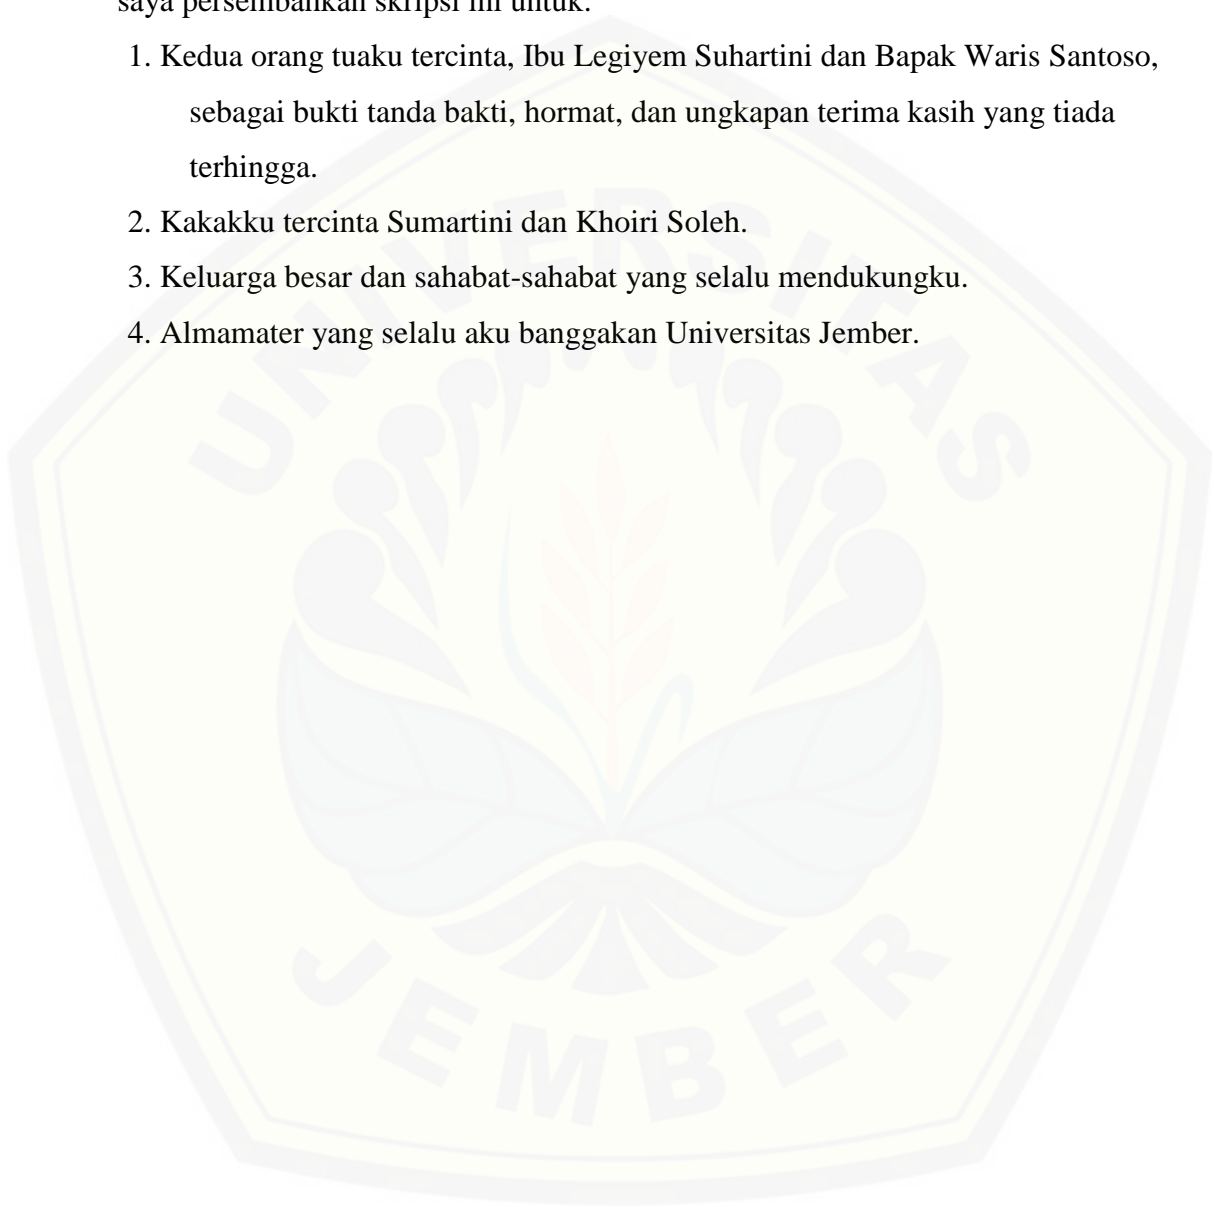 saya persembahkan skripsi ini untuk:
1. Kedua orang tuaku tercinta, Ibu Legiyem Suhartini dan Bapak Waris Santoso,
sebagai bukti tanda bakti, hormat, dan ungkapan terima kasih yang tiada
terhingga.
2. Kakakku tercinta Sumartini dan Khoiri Soleh.
3. Keluarga besar dan sahabat-sahabat yang selalu mendukungku.
4. Almamater yang selalu aku banggakan Universitas Jember.
UNIVERSITAS
JEMBER